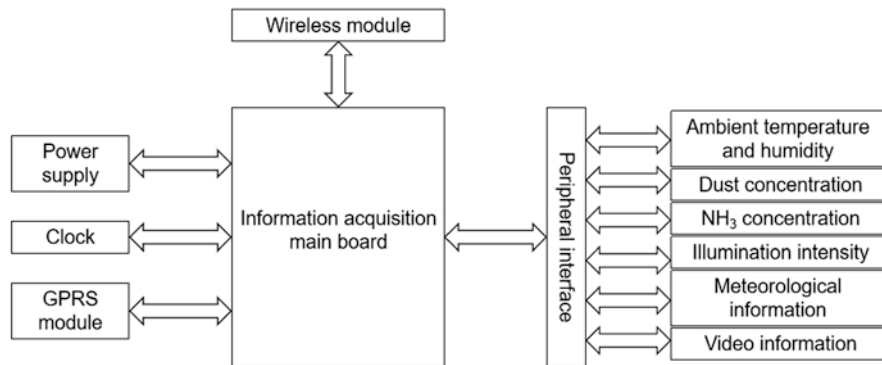 Wireless module
Power
supply
Clock
GPRS
module
Information acquisition
main board
Peripheral interface
Ambient temperature
and humidity
Dust concentration
NH₃ concentration
Illumination intensity
Meteorological
information
Video information